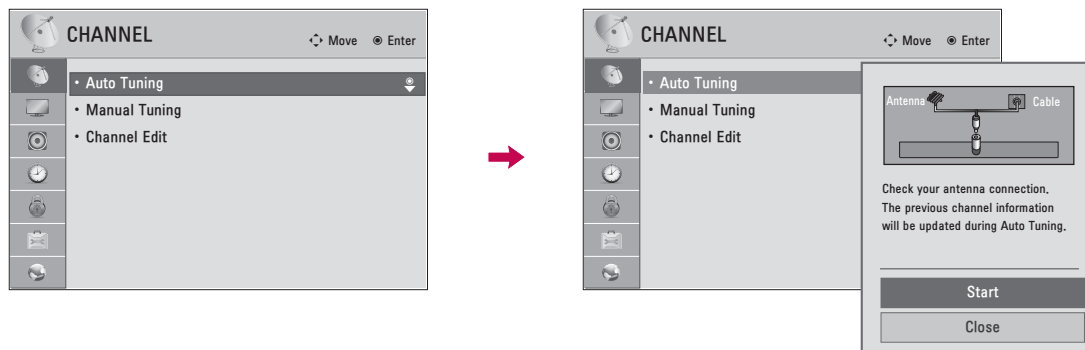 CHANNEL
Move
Enter
• Auto Tuning
• Manual Tuning
• Channel Edit
CHANNEL
Move
Enter
• Auto Tuning
• Manual Tuning
• Channel Edit
Antenna
Cable
Check your antenna connection.
The previous channel information
will be updated during Auto Tuning.
Start
Close